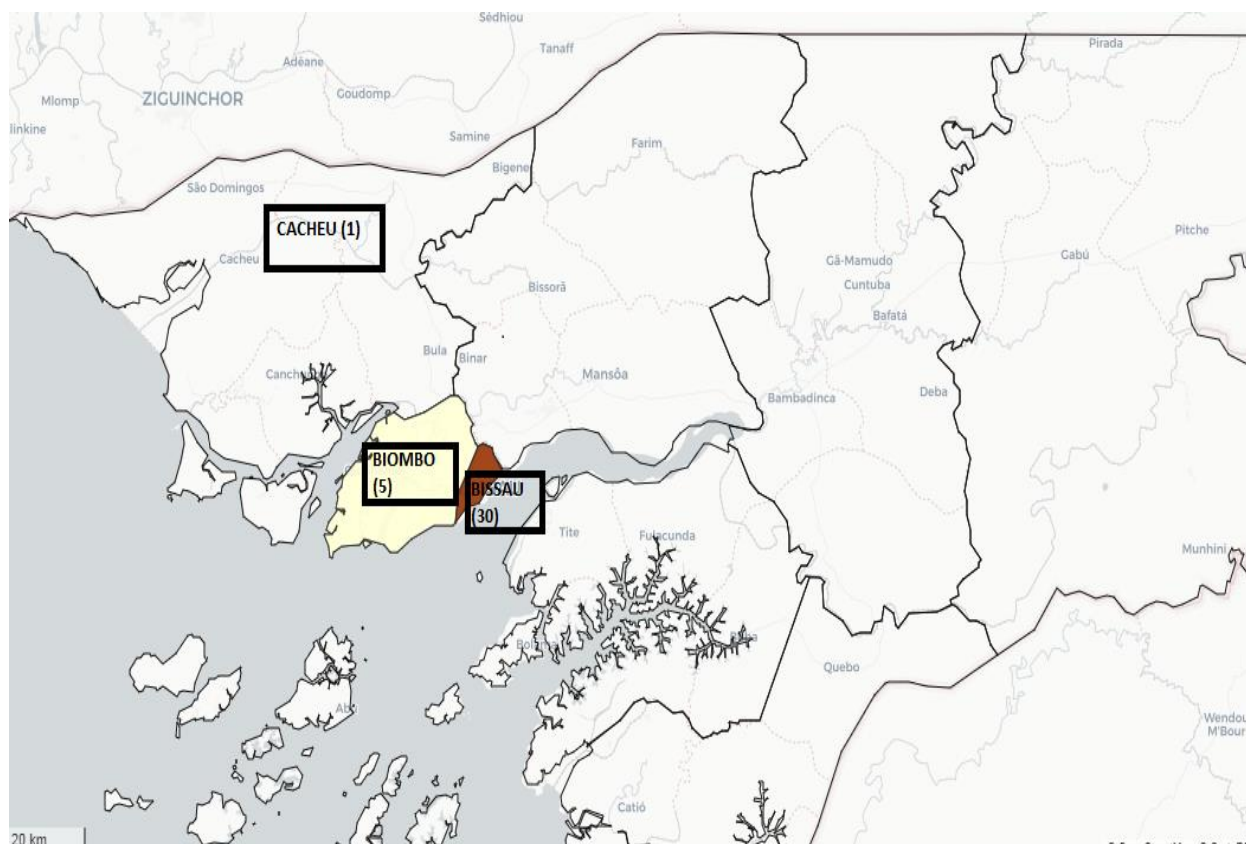 Sèdhiou
Tanaff
Pirada
Adéane
Mlomp
ZIGUINCHOR
Goudomp
linkine
Samine
Farim
Bigene
São Domingos
CACHEU (1)
Pitche
Cacheu
Gabú
Gã-Mamudo
Cuntuba
Bissorã
Bafatá
Bula
Binar
Mansôa
Deba
Bambadinca
BIOMBO
(5)
BISSAU
(30)
Tite
Fulacunda
Munhini
Quebo
Wendou
M'Bour
Catió
20 km